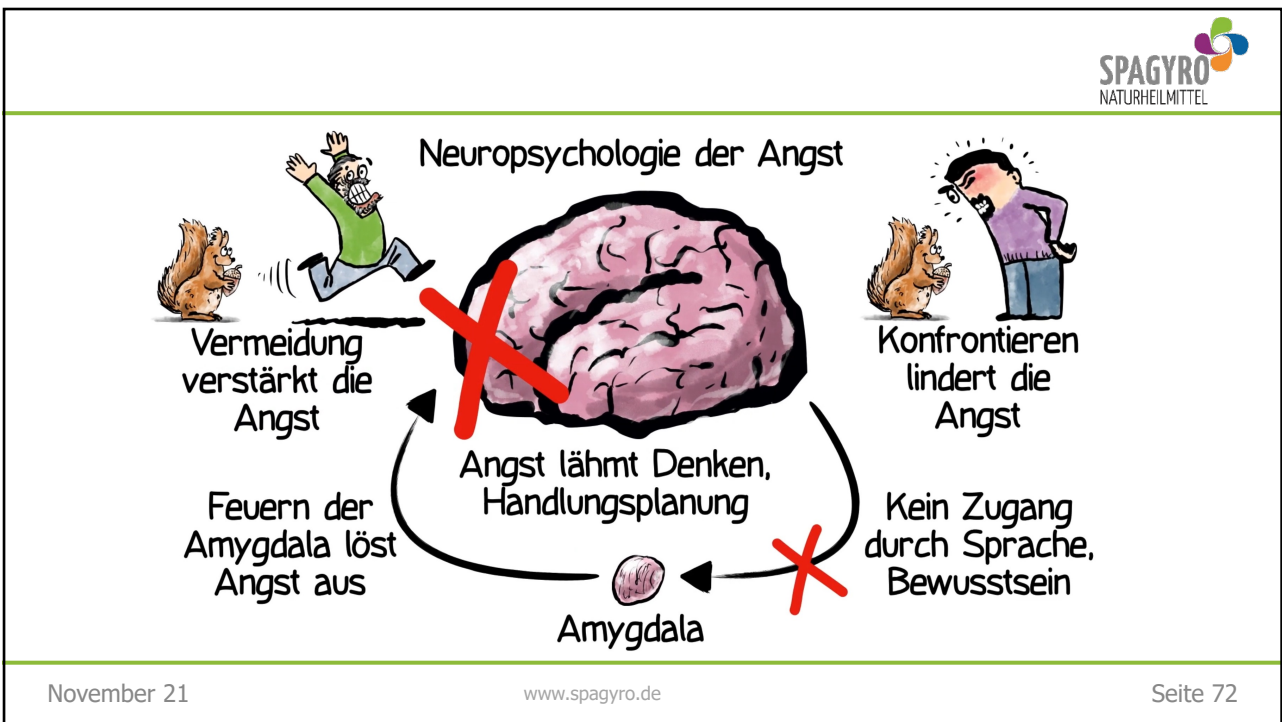 SPAGYRO
NATURHEILMITTEL
Neuropsychologie der Angst
Vermeidung
verstärkt die
Angst
Konfrontieren
lindert die
Angst
Angst lähmt Denken,
Handlungsplanung
Feuern der
Amygdala löst
Angst aus
Kein Zugang
durch Sprache,
Bewusstsein
Amygdala
November 21
www.spagyro.de
Seite 72